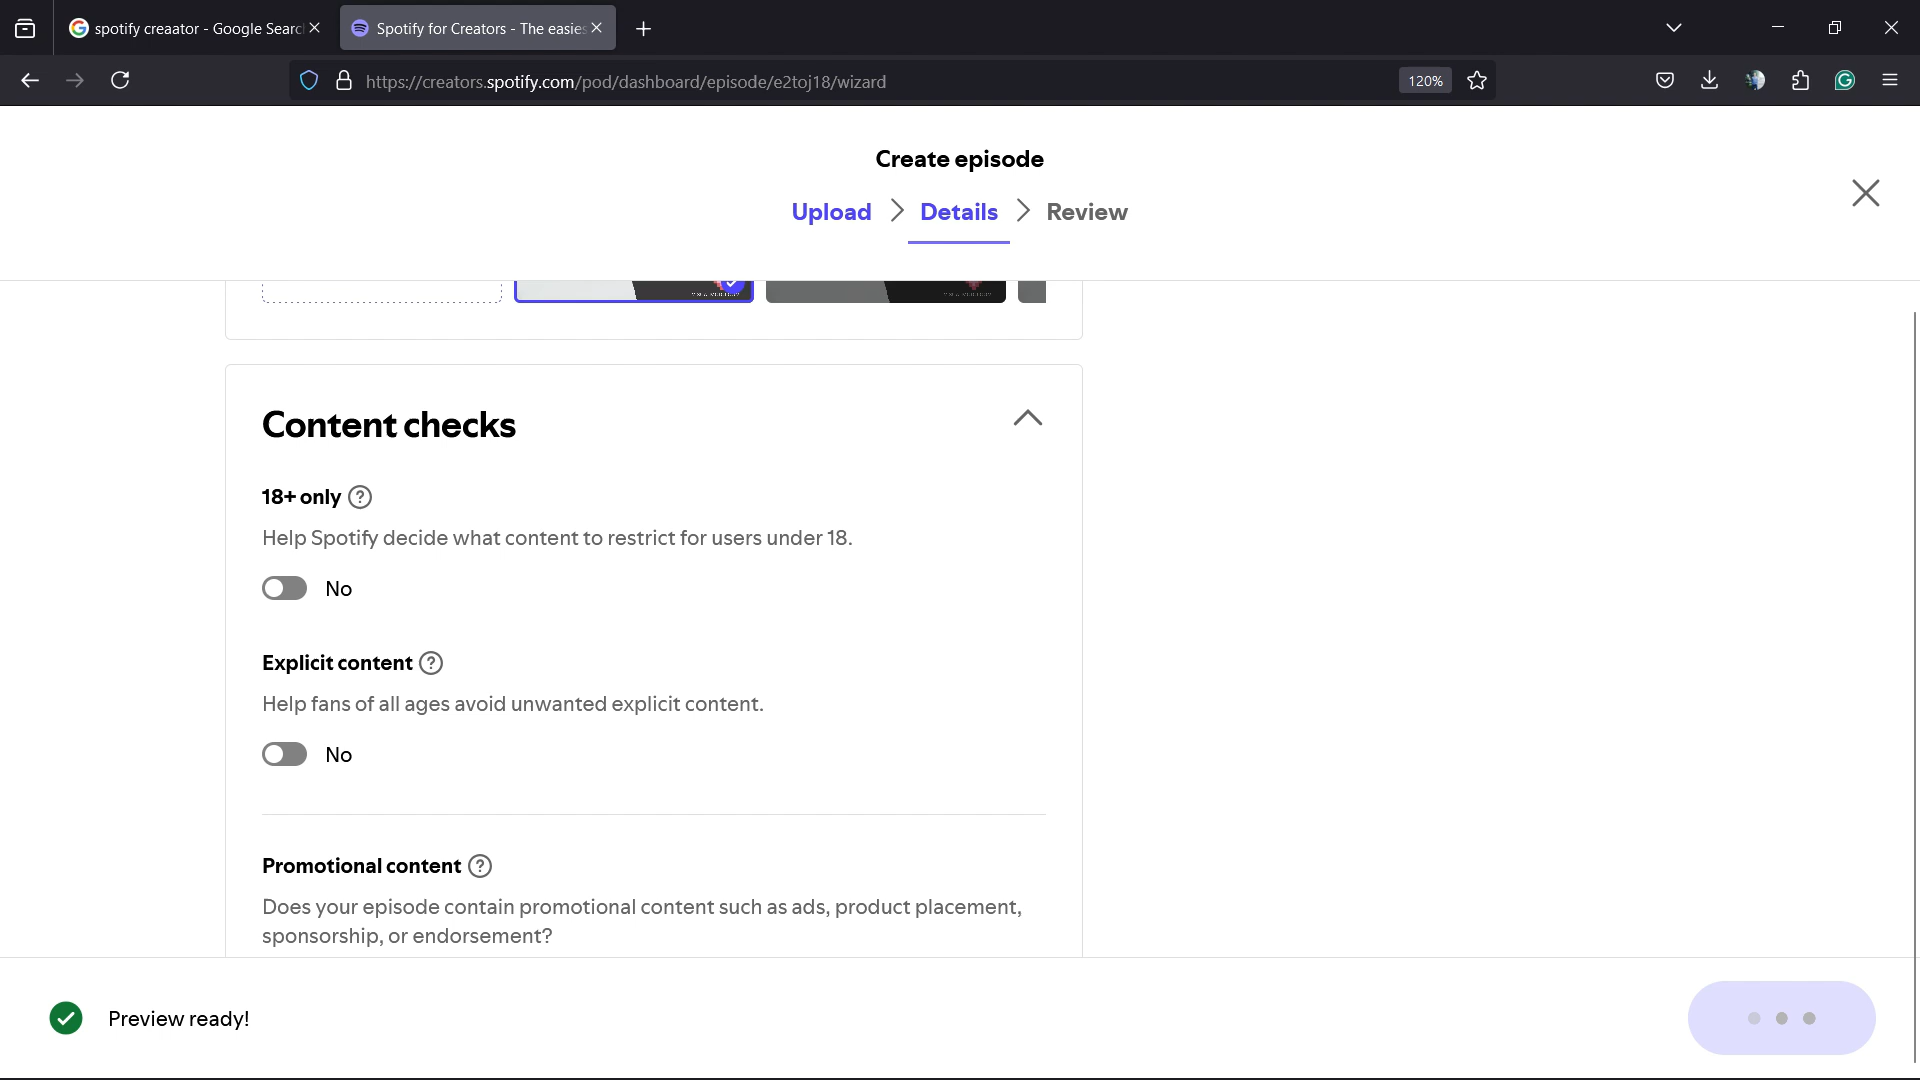 spotify creaator - Google Searc
Spotify for Creators - The easies
https://creators.spotify.com/pod/dashboard/episode/e2toj18/wizard
120%
Create episode
Upload
Details
Review
Content checks
18+ only
Help Spotify decide what content to restrict for users under 18.
No
Explicit content
Help fans of all ages avoid unwanted explicit content.
No
Promotional content
Does your episode contain promotional content such as ads, product placement,
sponsorship, or endorsement?
Preview ready!